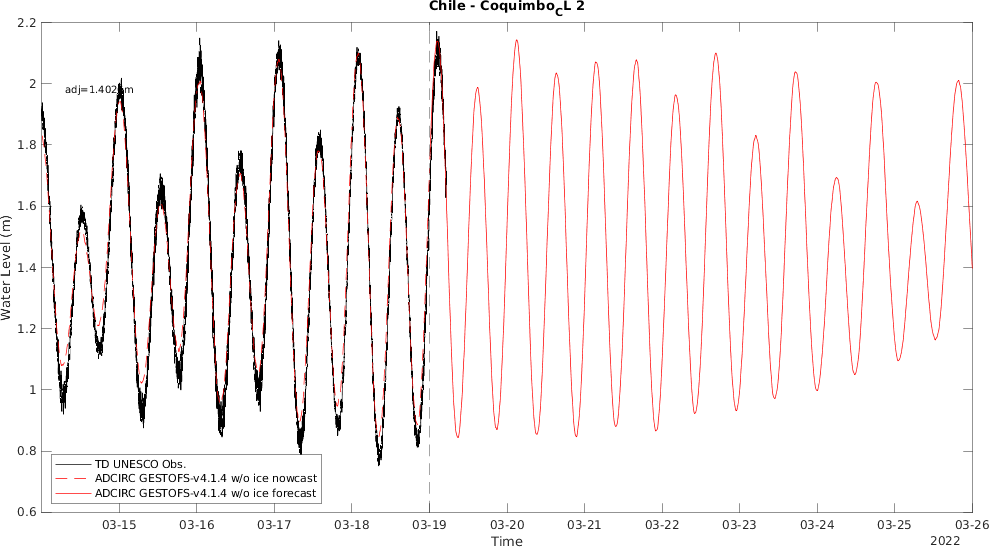 Chile - Coquimbo_CL 2
2.2
2
1.8
1.6
1.4
1.2
1
0.8
0.6
Water Level (m)
adj=1.402 m
TD UNESCO Obs.
ADCIRC GESTOFS-v4.1.4 w/o ice nowcast
ADCIRC GESTOFS-v4.1.4 w/o ice forecast
03-15 03-16 03-17 03-18 03-19 03-20 03-21 03-22 03-23 03-24 03-25 03-26
Time
2022